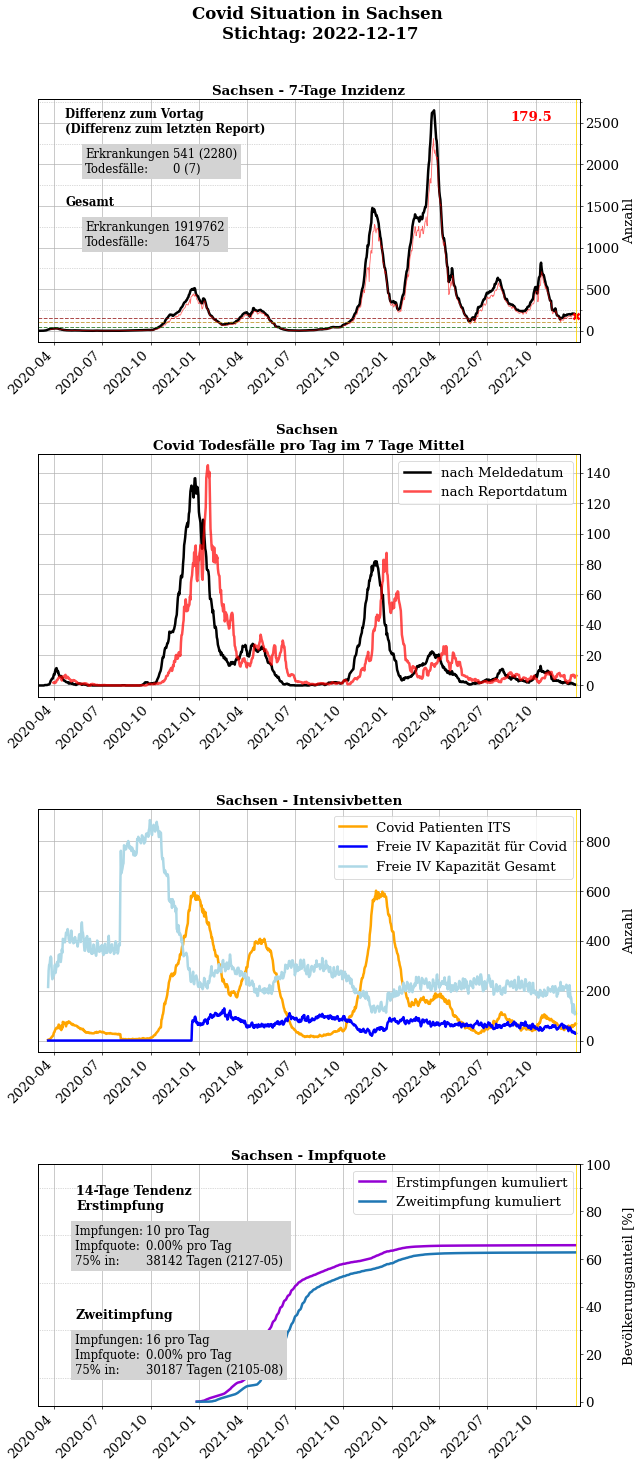 Covid Situation in Sachsen
Stichtag: 2022-12-17
Sachsen - 7-Tage Inzidenz
Differenz zum Vortag
(Differenz zum letzten Report)
Erkrankungen 541 (2280)
Todesfälle: 0 (7)
Gesamt
Erkrankungen 1919762
Todesfälle: 16475
179.5
2500
2000
1500
1000
500
0
Anzahl
2020-04
2020-07
2020-10
2021-01
2021-04
2021-07
2021-10
2022-01
2022-04
2022-07
2022-10
Sachsen
Covid Todesfälle pro Tag im 7 Tage Mittel
nach Meldedatum
nach Reportdatum
140
120
100
80
60
40
20
0
2020-04
2020-07
2020-10
2021-01
2021-04
2021-07
2021-10
2022-01
2022-04
2022-07
2022-10
Sachsen - Intensivbetten
Covid Patienten ITS
Freie IV Kapazität für Covid
Freie IV Kapazität Gesamt
800
600
400
200
0
Anzahl
2020-04
2020-07
2020-10
2021-01
2021-04
2021-07
2021-10
2022-01
2022-04
2022-07
2022-10
Sachsen - Impfquote
14-Tage Tendenz
Erstimpfung
Impfungen: 10 pro Tag
Impfquote: 0.00% pro Tag
75% in: 38142 Tagen (2127-05)
Zweitimpfung
Impfungen: 16 pro Tag
Impfquote: 0.00% pro Tag
75% in: 30187 Tagen (2105-08)
Erstimpfungen kumuliert
Zweitimpfung kumuliert
100
80
60
40
20
0
Bevölkerungsanteil [%]
2020-04
2020-07
2020-10
2021-01
2021-04
2021-07
2021-10
2022-01
2022-04
2022-07
2022-10